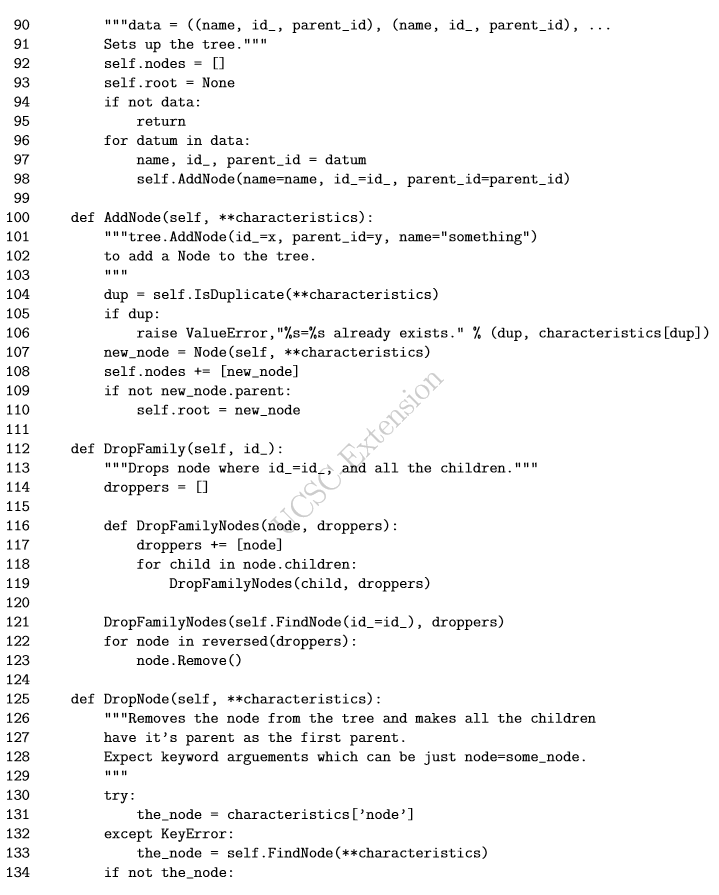 90         """data = ((name, id_, parent_id), (name, id_, parent_id), ...
91         Sets up the tree."""
92         self.nodes = []
93         self.root = None
94         if not data:
95             return
96         for datum in data:
97             name, id_, parent_id = datum
98             self.AddNode(name=name, id_=id_, parent_id=parent_id)
99
100     def AddNode(self, **characteristics):
101         """tree.AddNode(id_=x, parent_id=y, name="something")
102         to add a Node to the tree.
103         """
104         dup = self.IsDuplicate(**characteristics)
105         if dup:
106             raise ValueError,"%s=%s already exists." % (dup, characteristics[dup])
107         new_node = Node(self, **characteristics)
108         self.nodes += [new_node]
109         if not new_node.parent:
110             self.root = new_node
111
112     def DropFamily(self, id_):
113         """Drops node where id_=id_, and all the children."""
114         droppers = []
115
116         def DropFamilyNodes(node, droppers):
117             droppers += [node]
118             for child in node.children:
119                 DropFamilyNodes(child, droppers)
120
121         DropFamilyNodes(self.FindNode(id_=id_), droppers)
122         for node in reversed(droppers):
123             node.Remove()
124
125     def DropNode(self, **characteristics):
126         """Removes the node from the tree and makes all the children
127         have it's parent as the first parent.
128         Expect keyword arguements which can be just node=some_node.
129         """
130         try:
131             the_node = characteristics['node']
132         except KeyError:
133             the_node = self.FindNode(**characteristics)
134         if not the_node:
UCSC Extension